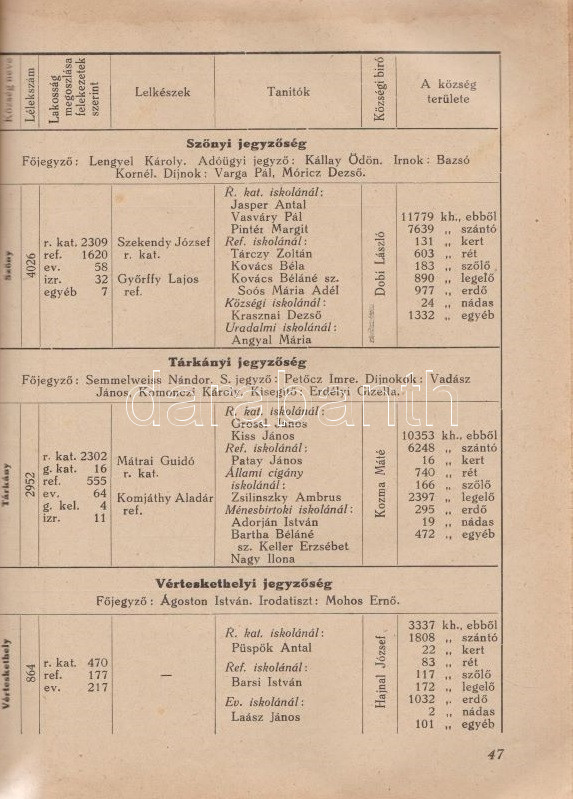 Község neve | Lélekszám | Lakosság megoszlása felekezetek szerint | Lelkészek | Tanítók | Községi biró | A község területe
Szőnyi jegyzőség
Főjegyző: Lengyel Károly. Adóügyi jegyző: Kállay Ödön. Irnok: Bazsó
Kornél. Díjnok: Varga Pál, Móricz Dezső.
Szőny
4026
r. kat. 2309
ref. 1620
ev. 58
izr. 32
egyéb 7
Szekendy József
r. kat.
Győrffy Lajos
ref.
R. kat. iskolánál:
Jasper Antal
Vasváry Pál
Pintér Margit
Ref. iskolánál:
Tárczy Zoltán
Kovács Béla
Kovács Béláné sz.
Soós Mária Adél
Községi iskolánál:
Krasznai Dezső
Uradalmi iskolánál:
Angyal Mária
Dobi László
11779 kh., ebből
7639 „ szántó
131 „ kert
603 „ rét
183 „ szőlő
890 „ legelő
977 „ erdő
24 „ nádas
1332 „ egyéb
Tárkányi jegyzőség
Főjegyző: Semmelweiss Nándor. S. jegyző: Petőcz Imre. Díjnokok: Vadász
János, Komonczi Károly. Kisegítő: Erdélyi Gizella.
Tárkány
2952
r. kat. 2302
g. kat. 16
ref. 555
ev. 64
g. kel. 4
izr. 11
Mátrai Guidó
r. kat.
Komjáthy Aladár
ref.
R. kat. iskolánál:
Grossi János
Kiss János
Ref. iskolánál:
Patay János
Állami cigány
iskolánál:
Zsilinszky Ambrus
Ménesbirtoki iskolánál:
Adorján István
Bartha Béláné
sz. Keller Erzsébet
Nagy Ilona
Kozma Máté
10353 kh., ebből
6248 „ szántó
16 „ kert
740 „ rét
166 „ szőlő
2397 „ legelő
295 „ erdő
19 „ nádas
472 „ egyéb
Vérteskethelyi jegyzőség
Főjegyző: Ágoston István. Irodatiszt: Mohos Ernő.
Vérteskethely
864
r. kat. 470
ref. 177
ev. 217
—
R. kat. iskolánál:
Püspök Antal
Ref. iskolánál:
Barsi István
Ev. iskolánál:
Laász János
Hajnal József
3337 kh., ebből
1808 „ szántó
22 „ kert
83 „ rét
117 „ szőlő
172 „ legelő
1032 „ erdő
2 „ nádas
101 „ egyéb
47
darabanth